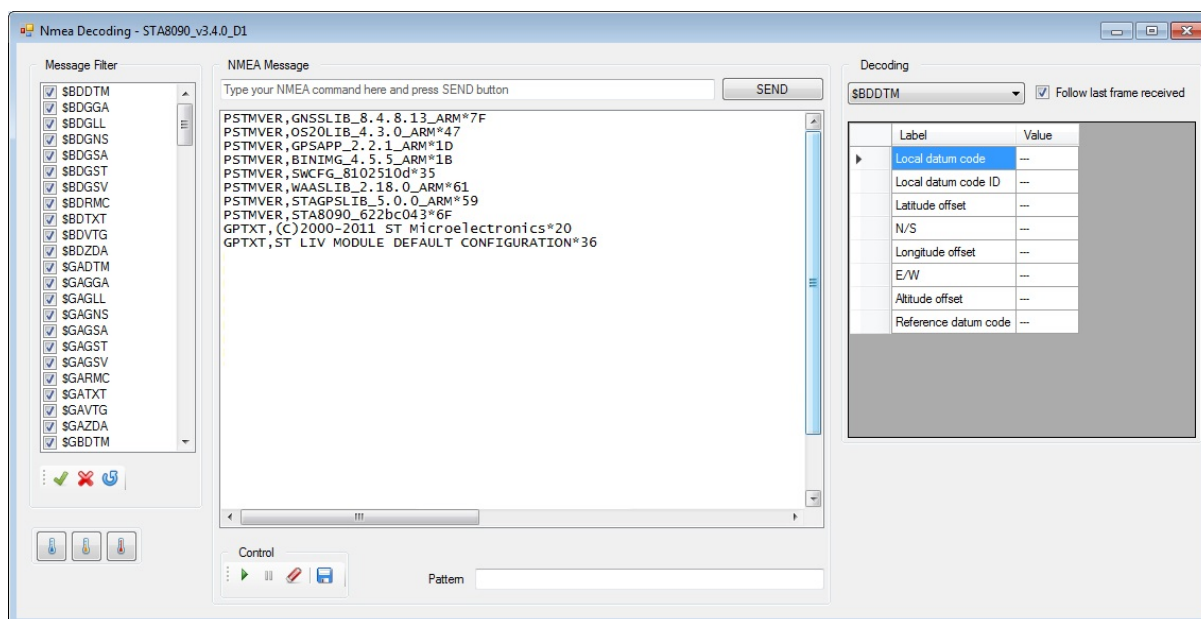 Nmea Decoding - STA8090_v3.4.0_D1
Message Filter
$BDDTM
$BDGGA
$BDGLL
$BDGNS
$BDGSA
$BDGST
$BDGSV
$BDRMC
$BDTXT
$BDVTG
$BDZDA
$GADTM
$GAGGA
$GAGLL
$GAGNS
$GAGSA
$GAGST
$GAGSV
$GARMC
$GATXT
$GAVTG
$GAZDA
$GBDTM
NMEA Message
Type your NMEA command here and press SEND button
SEND
PSTMVER,GNSSLIB_8.4.8.13_ARM*7F
PSTMVER,OS20LIB_4.3.0_ARM*47
PSTMVER,GPSAPP_2.2.1_ARM*1D
PSTMVER,BINIMG_4.5.5_ARM*1B
PSTMVER,SWCFG_8102510d*35
PSTMVER,WAASLIB_2.18.0_ARM*61
PSTMVER,STAGPSLIB_5.0.0_ARM*59
PSTMVER,STA8090_622bc043*6F
GPTXT,(C)2000-2011 ST Microelectronics*20
GPTXT,ST LIV MODULE DEFAULT CONFIGURATION*36
Control
Pattern
Decoding
$BDDTM
Follow last frame received
Label Value
Local datum code ---
Local datum code ID ---
Latitude offset ---
N/S ---
Longitude offset ---
E/W ---
Altitude offset ---
Reference datum code ---